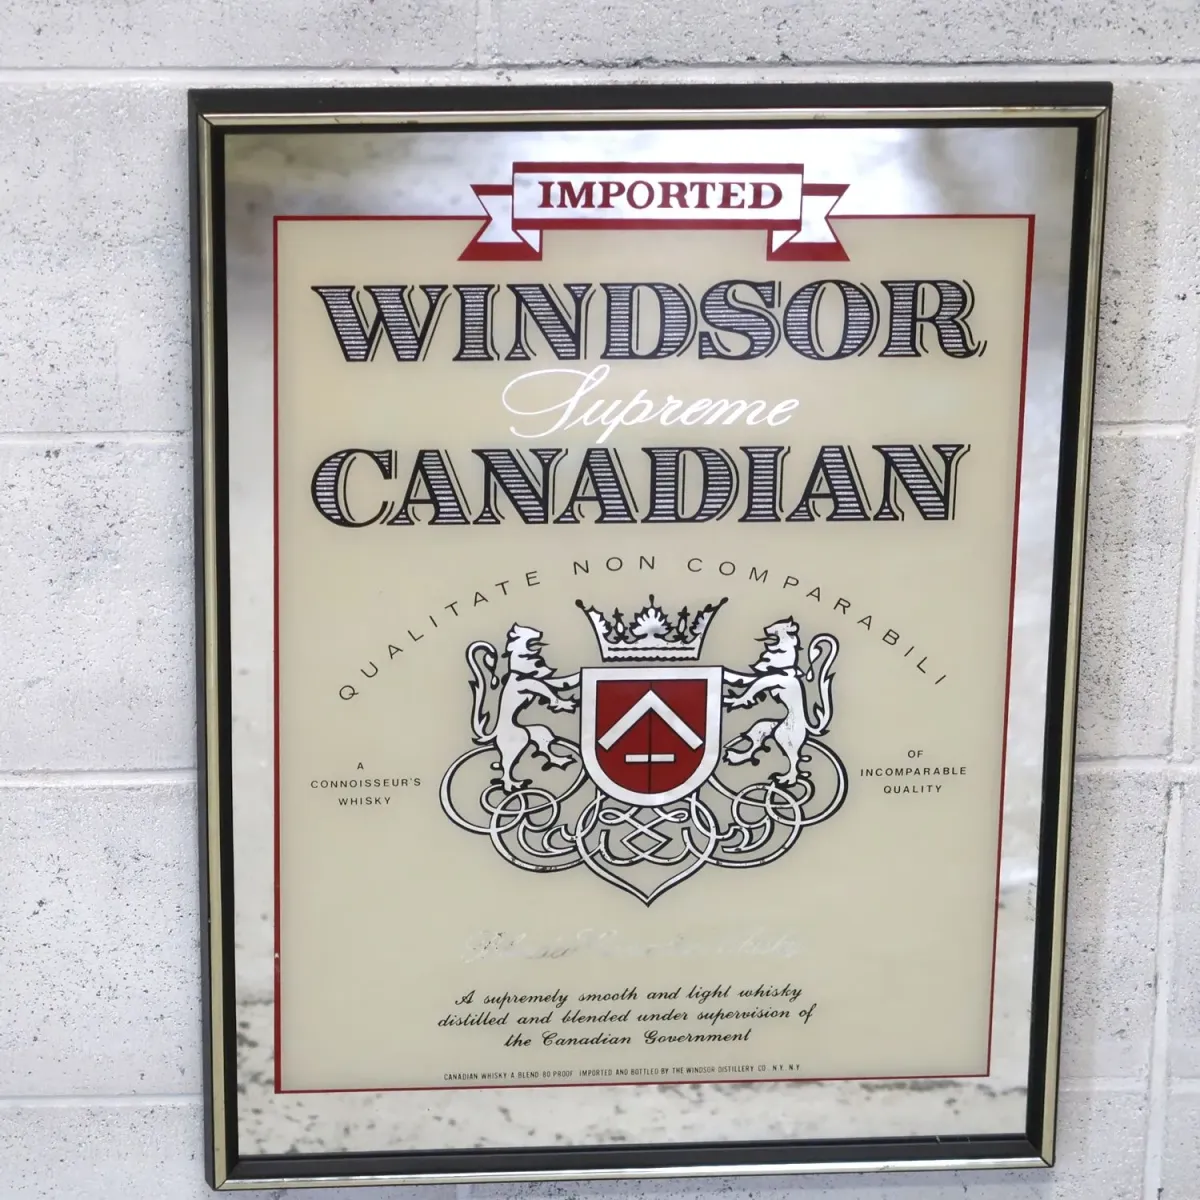 IMPORTED
WINDSOR
Supreme
CANADIAN
QUALITATE NON COMPARABILI
A
CONNOISSEUR'S
WHISKY
OF
INCOMPARABLE
QUALITY
Whisky
A supremely smooth and light whisky
distilled and blended under supervision of
the Canadian Government
CANADIAN WHISKY A BLEND 80 PROOF IMPORTED AND BOTTLED BY THE WINDSOR DISTILLERY CO. N.Y. N.Y.